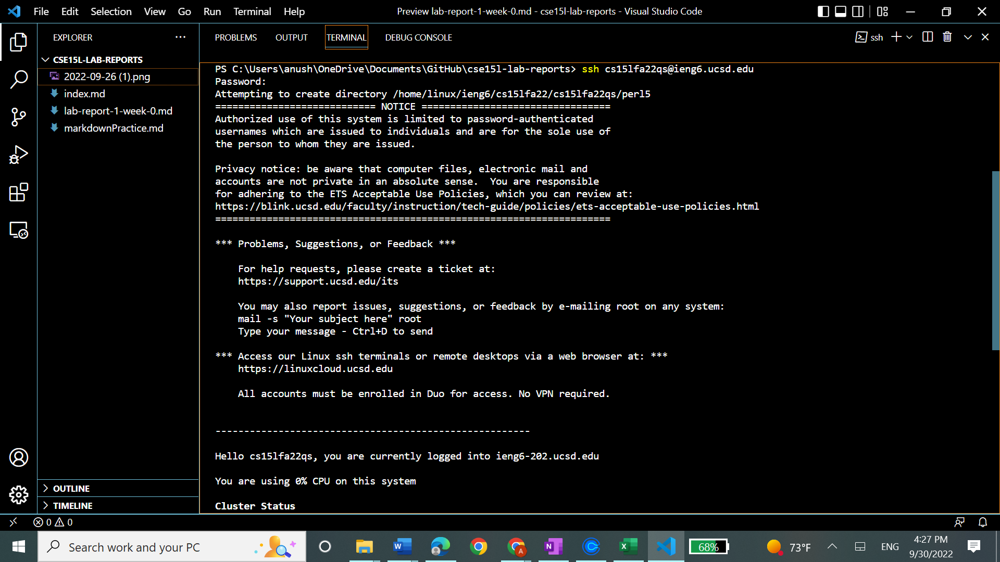 File Edit Selection View Go Run Terminal Help
Preview lab-report-1-week-0.md - cse15l-lab-reports - Visual Studio Code
EXPLORER
CSE15L-LAB-REPORTS
2022-09-26 (1).png
index.md
lab-report-1-week-0.md
markdownPractice.md
OUTLINE
TIMELINE
PROBLEMS OUTPUT TERMINAL DEBUG CONSOLE
ssh
PS C:\Users\anush\OneDrive\Documents\GitHub\cse15l-lab-reports> ssh cs15lfa22qs@ieng6.ucsd.edu
Password:
Attempting to create directory /home/linux/ieng6/cs15lfa22/cs15lfa22qs/perl5
============================ NOTICE =================================
Authorized use of this system is limited to password-authenticated
usernames which are issued to individuals and are for the sole use of
the person to whom they are issued.
Privacy notice: be aware that computer files, electronic mail and
accounts are not private in an absolute sense.  You are responsible
for adhering to the ETS Acceptable Use Policies, which you can review at:
https://blink.ucsd.edu/faculty/instruction/tech-guide/policies/ets-acceptable-use-policies.html
=====================================================================
*** Problems, Suggestions, or Feedback ***
For help requests, please create a ticket at:
https://support.ucsd.edu/its
You may also report issues, suggestions, or feedback by e-mailing root on any system:
mail -s "Your subject here" root
Type your message - Ctrl+D to send
*** Access our Linux ssh terminals or remote desktops via a web browser at: ***
https://linuxcloud.ucsd.edu
All accounts must be enrolled in Duo for access. No VPN required.
-------------------------------------------------------
Hello cs15lfa22qs, you are currently logged into ieng6-202.ucsd.edu
You are using 0% CPU on this system
Cluster Status
0 0
Search work and your PC
W
A
N
X
68%
73°F
ENG
4:27 PM
9/30/2022